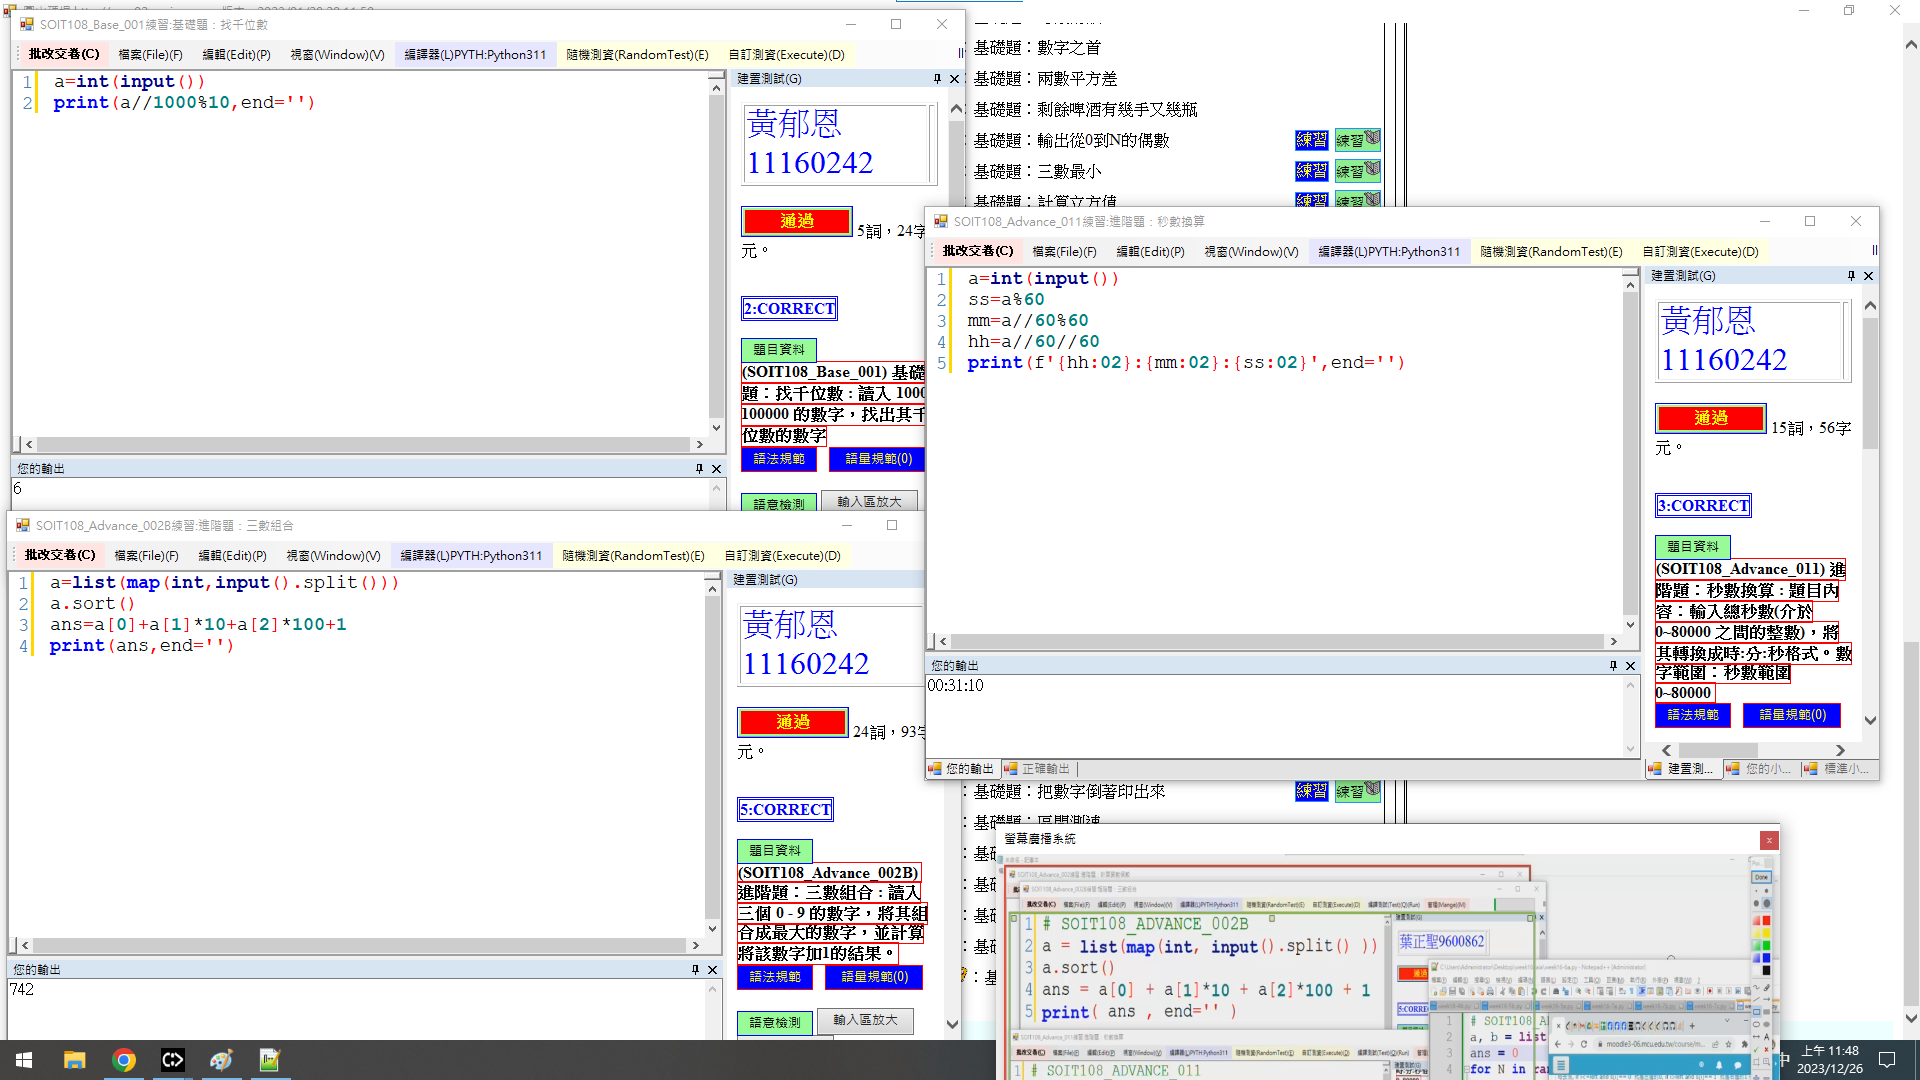 SOIT108_Base_001練習:基礎題：找千位數
批改交卷(C) 檔案(File)(F) 編輯(Edit)(P) 視窗(Window)(V) 編譯器(L)PYTH:Python311 隨機測資(RandomTest)(E) 自訂測資(Execute)(D)
1 a=int(input())
2 print(a//1000%10,end='')
建置測試(G)
黃郁恩
11160242
通過 5詞，24字
元。
2:CORRECT
題目資料
(SOIT108_Base_001) 基礎
題：找千位數 : 讀入 1000
100000 的數字，找出其千
位數的數字
語法規範 語量規範(0)
語意檢測 輸入區放大
您的輸出
6
SOIT108_Advance_002B練習:進階題：三數組合
批改交卷(C) 檔案(File)(F) 編輯(Edit)(P) 視窗(Window)(V) 編譯器(L)PYTH:Python311 隨機測資(RandomTest)(E) 自訂測資(Execute)(D)
1 a=list(map(int,input().split()))
2 a.sort()
3 ans=a[0]+a[1]*10+a[2]*100+1
4 print(ans,end='')
建置測試(G)
黃郁恩
11160242
通過 24詞，93字
元。
5:CORRECT
題目資料
(SOIT108_Advance_002B)
進階題：三數組合 : 讀入
三個 0 - 9 的數字，將其組
合成最大的數字，並計算
將該數字加1的結果。
語法規範 語量規範(0)
語意檢測 輸入區放大
您的輸出
742
基礎題：數字之首
基礎題：兩數平方差
基礎題：剩餘啤酒有幾手又幾瓶
基礎題：輸出從0到N的偶數 練習 練習
基礎題：三數最小 練習 練習
基礎題：計算立方值 練習 練習
SOIT108_Advance_011練習:進階題：秒數換算
批改交卷(C) 檔案(File)(F) 編輯(Edit)(P) 視窗(Window)(V) 編譯器(L)PYTH:Python311 隨機測資(RandomTest)(E) 自訂測資(Execute)(D)
1 a=int(input())
2 ss=a%60
3 mm=a//60%60
4 hh=a//60//60
5 print(f'{hh:02}:{mm:02}:{ss:02}',end='')
建置測試(G)
黃郁恩
11160242
通過 15詞，56字
元。
3:CORRECT
題目資料
(SOIT108_Advance_011) 進
階題：秒數換算 : 題目內
容：輸入總秒數(介於
0~80000 之間的整數)，將
其轉換成時:分:秒格式。數
字範圍：秒數範圍
0~80000
語法規範 語量規範(0)
您的輸出
00:31:10
您的輸出 正確輸出
建置測... 您的小... 標準小...
：基礎題：把數字倒著印出來 練習 練習
螢幕廣播系統
1 # SOIT108_ADVANCE_002B
2 a = list(map(int, input().split() ))
3 a.sort()
4 ans = a[0] + a[1]*10 + a[2]*100 + 1
5 print( ans , end='' )
葉正聖9600862
Done
1 # SOIT108_ADVANCE_011
2 a, b = list
3 ans = 0
4 for N in ran
上午 11:48
2023/12/26